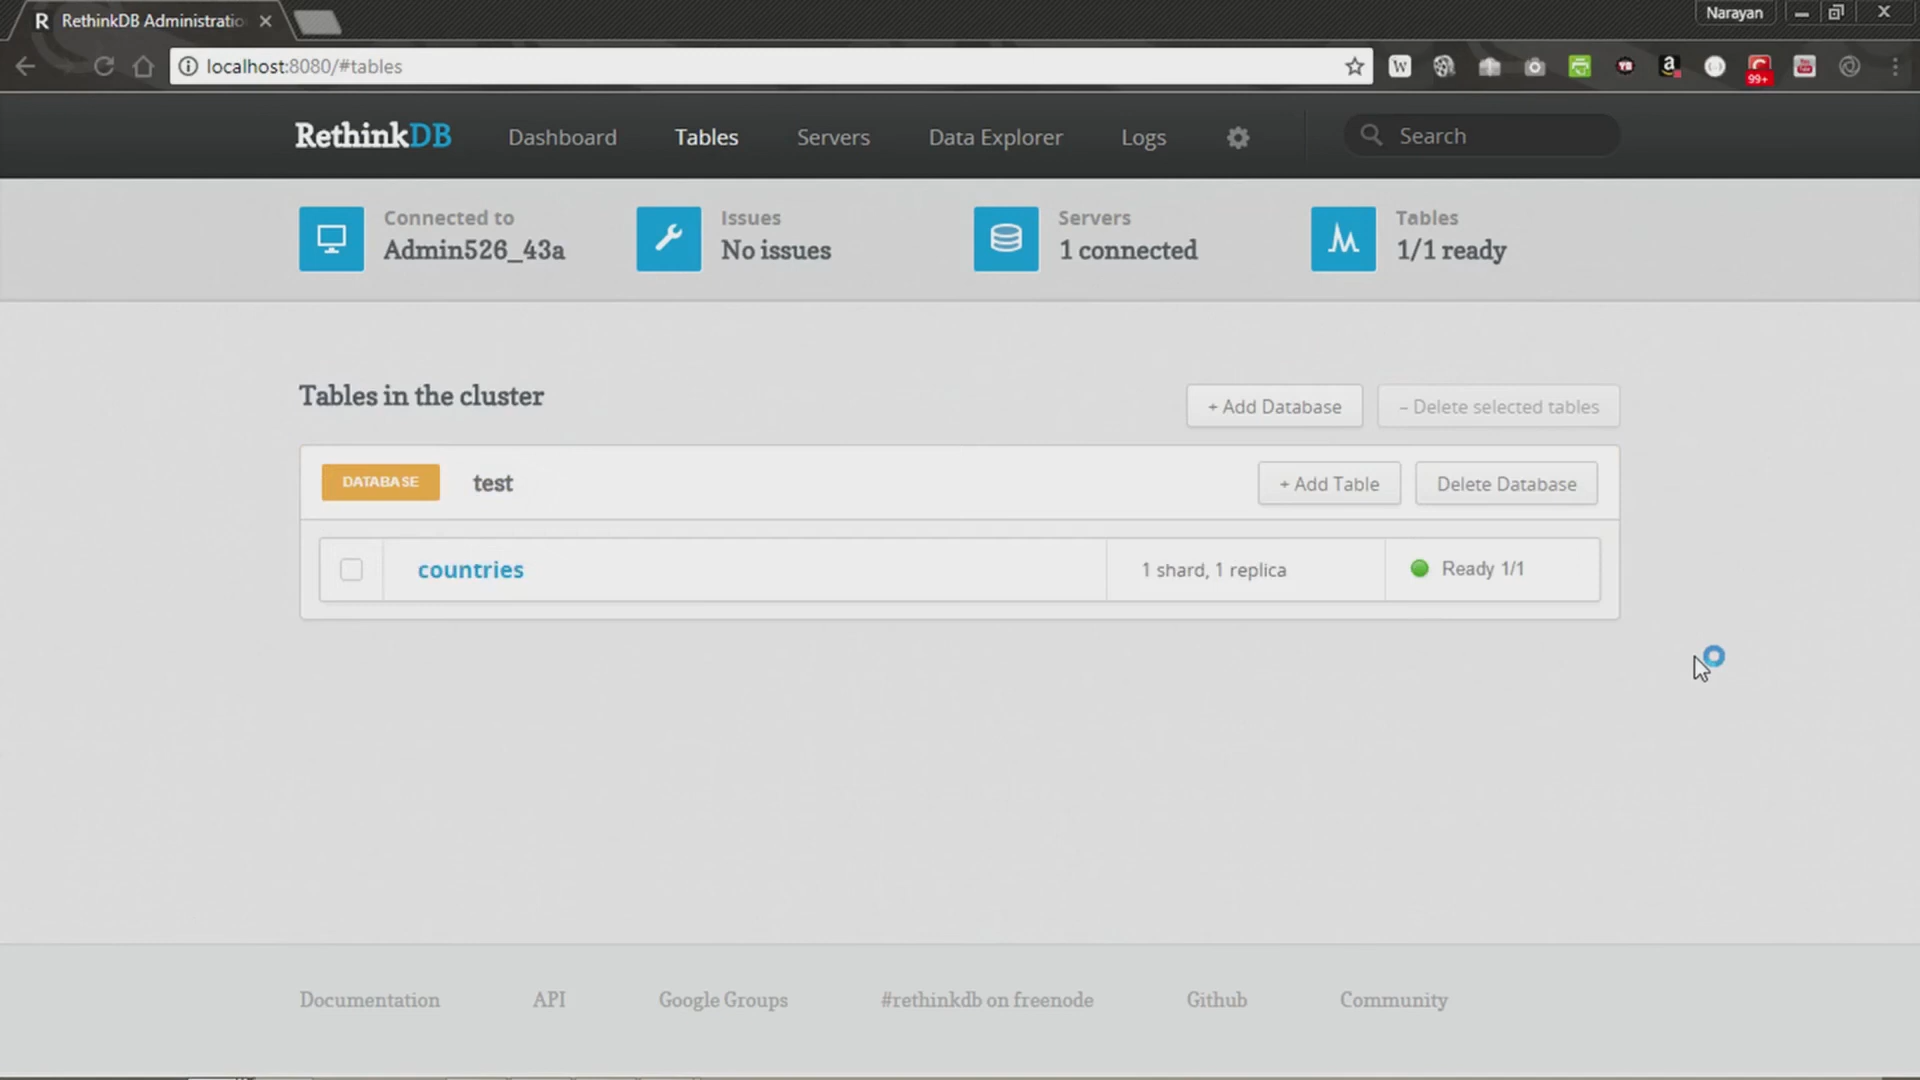 R RethinkDB Administratio
Narayan
localhost:8080/#tables
W
YB
a
99+
RethinkDB Dashboard Tables Servers Data Explorer Logs Search
Connected to
Admin526_43a
Issues
No issues
Servers
1 connected
Tables
1/1 ready
Tables in the cluster
+ Add Database
– Delete selected tables
DATABASE test
+ Add Table
Delete Database
countries
1 shard, 1 replica
Ready 1/1
Documentation API Google Groups #rethinkdb on freenode Github Community